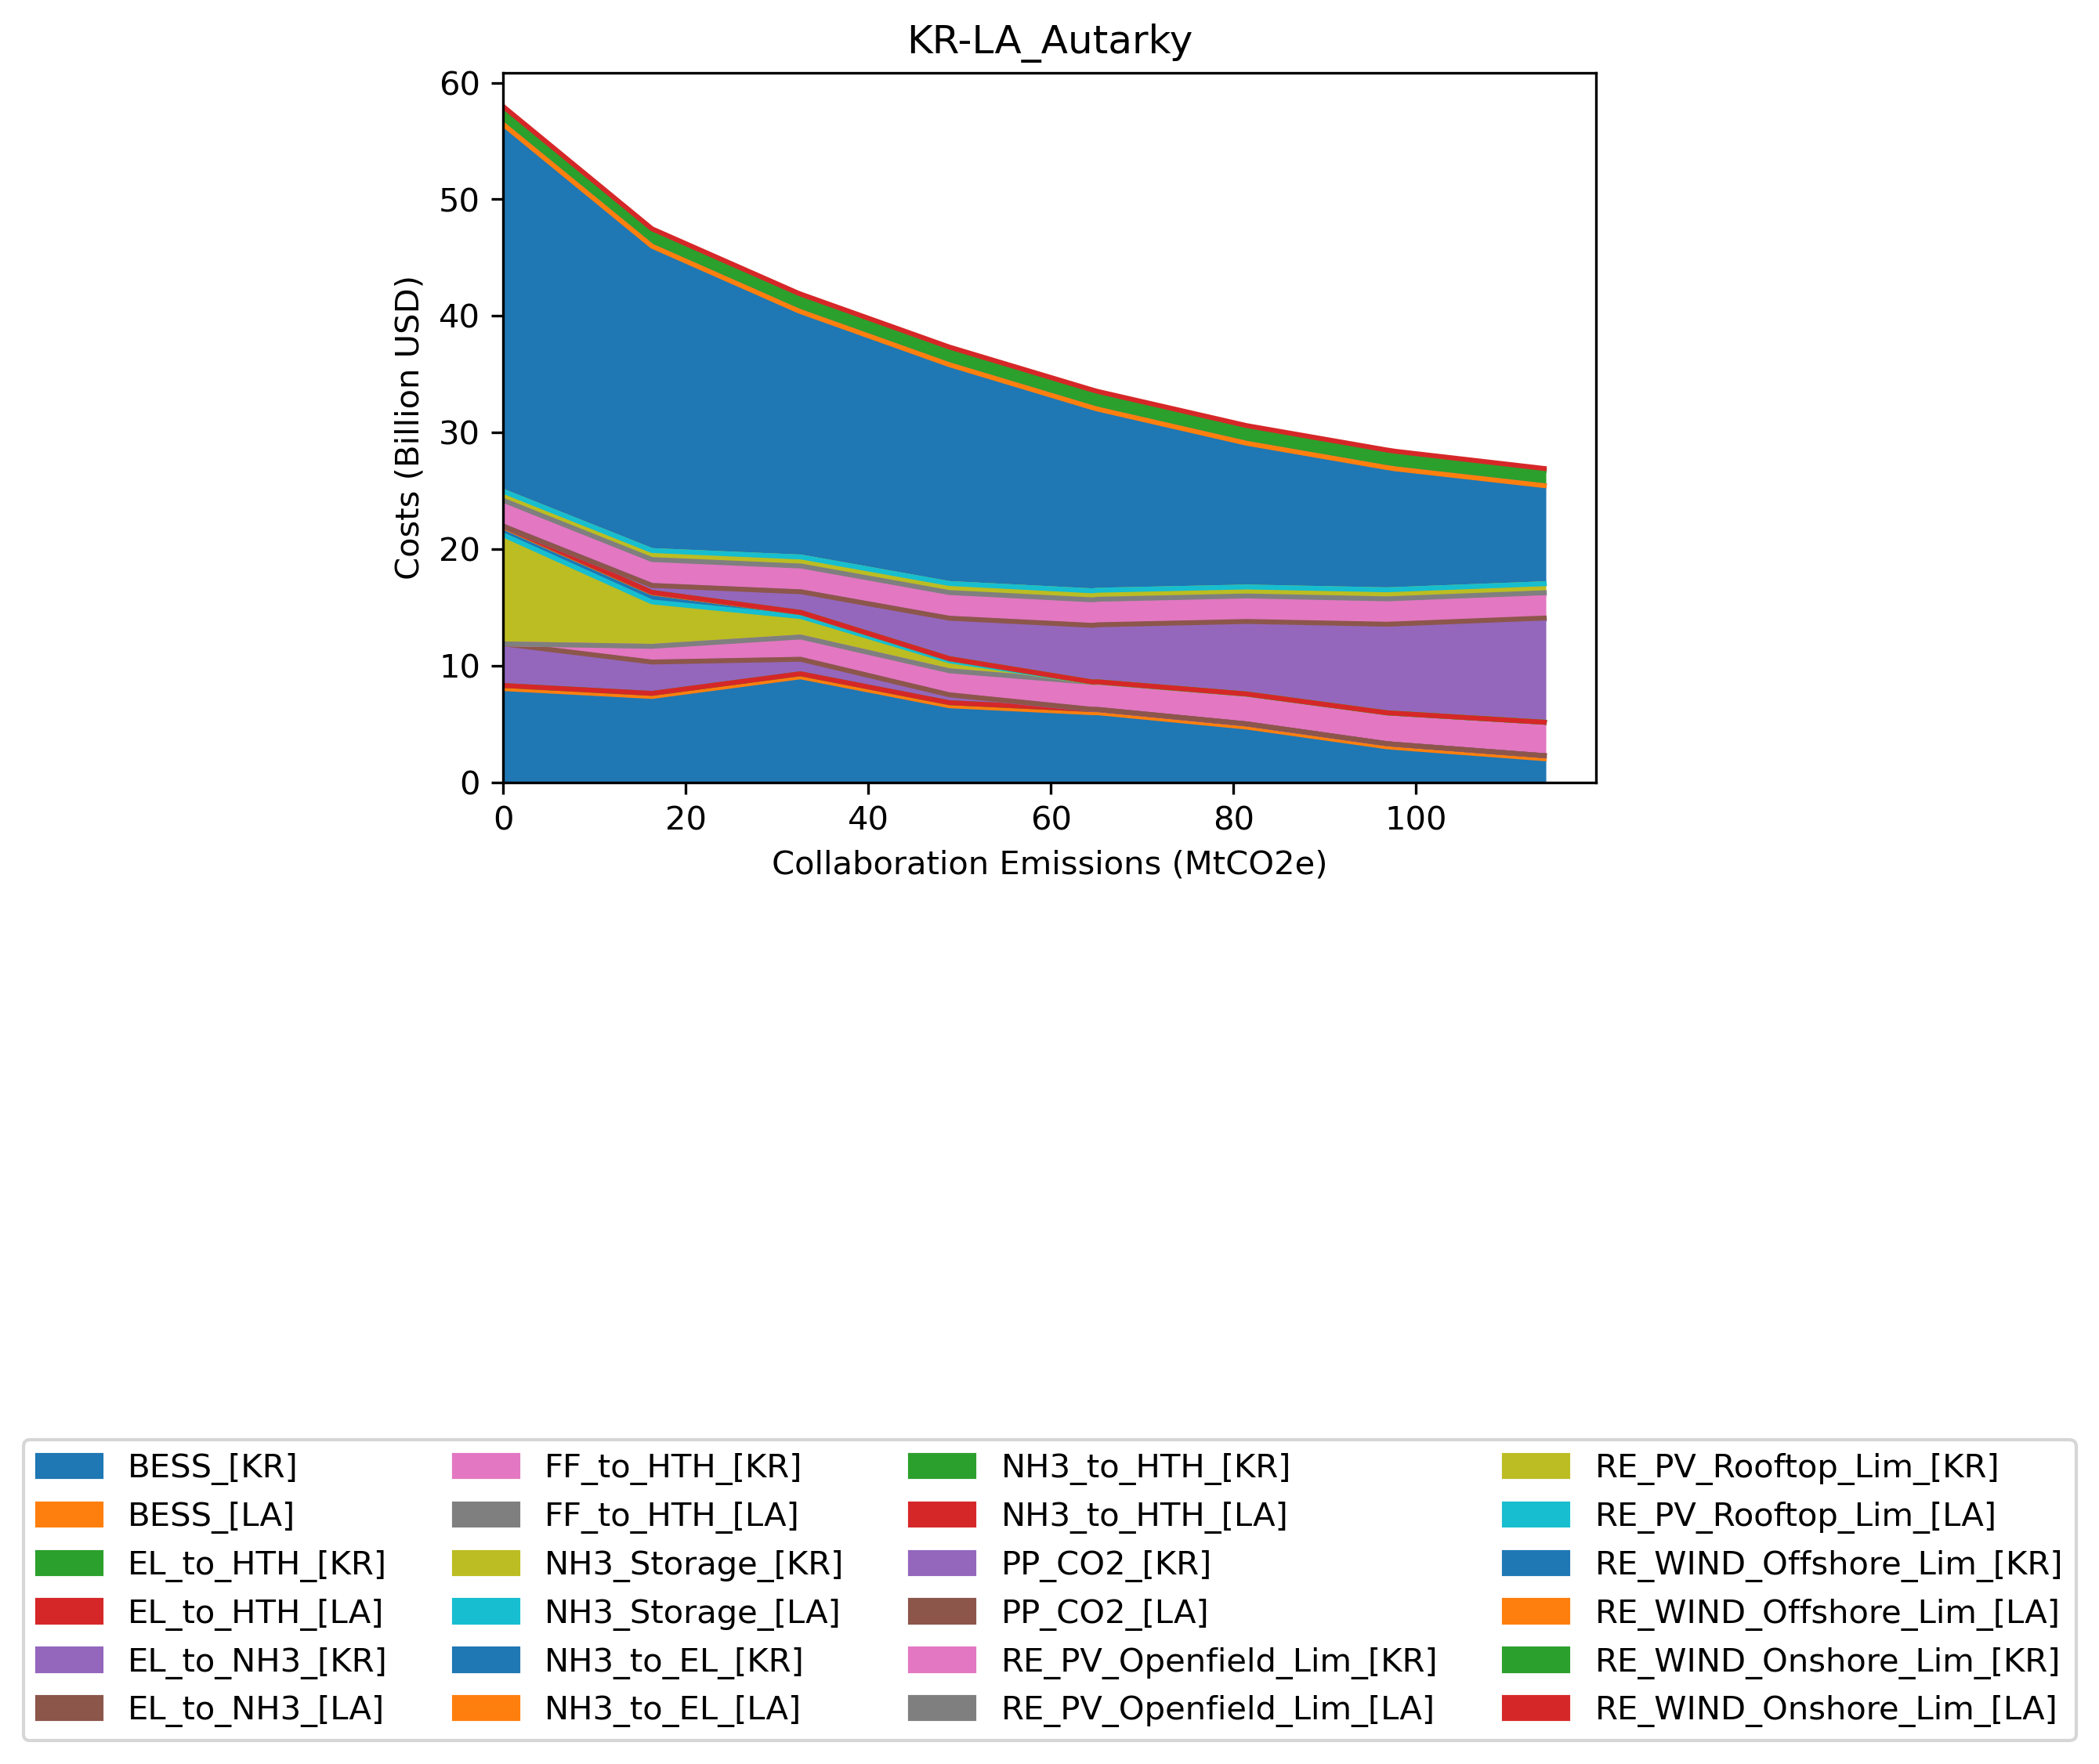 KR-LA_Autarky
60
50
40
30
20
10
0
Costs (Billion USD)
0 20 40 60 80 100
Collaboration Emissions (MtCO2e)
BESS_[KR]
BESS_[LA]
EL_to_HTH_[KR]
EL_to_HTH_[LA]
EL_to_NH3_[KR]
EL_to_NH3_[LA]
FF_to_HTH_[KR]
FF_to_HTH_[LA]
NH3_Storage_[KR]
NH3_Storage_[LA]
NH3_to_EL_[KR]
NH3_to_EL_[LA]
NH3_to_HTH_[KR]
NH3_to_HTH_[LA]
PP_CO2_[KR]
PP_CO2_[LA]
RE_PV_Openfield_Lim_[KR]
RE_PV_Openfield_Lim_[LA]
RE_PV_Rooftop_Lim_[KR]
RE_PV_Rooftop_Lim_[LA]
RE_WIND_Offshore_Lim_[KR]
RE_WIND_Offshore_Lim_[LA]
RE_WIND_Onshore_Lim_[KR]
RE_WIND_Onshore_Lim_[LA]